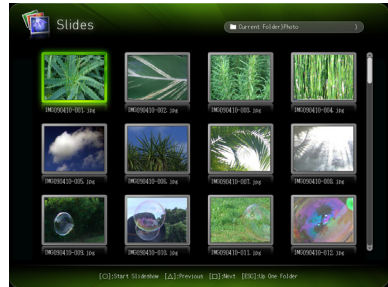 Slides
Current Folder)Photo
IMG090410-001.jpg IMG090410-002.jpg IMG090410-003.jpg IMG090410-004.jpg
IMG090410-005.jpg IMG090410-006.jpg IMG090410-007.jpg IMG090410-008.jpg
IMG090410-009.jpg IMG090410-010.jpg IMG090410-011.jpg IMG090410-012.jpg
[○]:Start Slideshow [△]:Previous [□]:Next [ESC]:Up One Folder